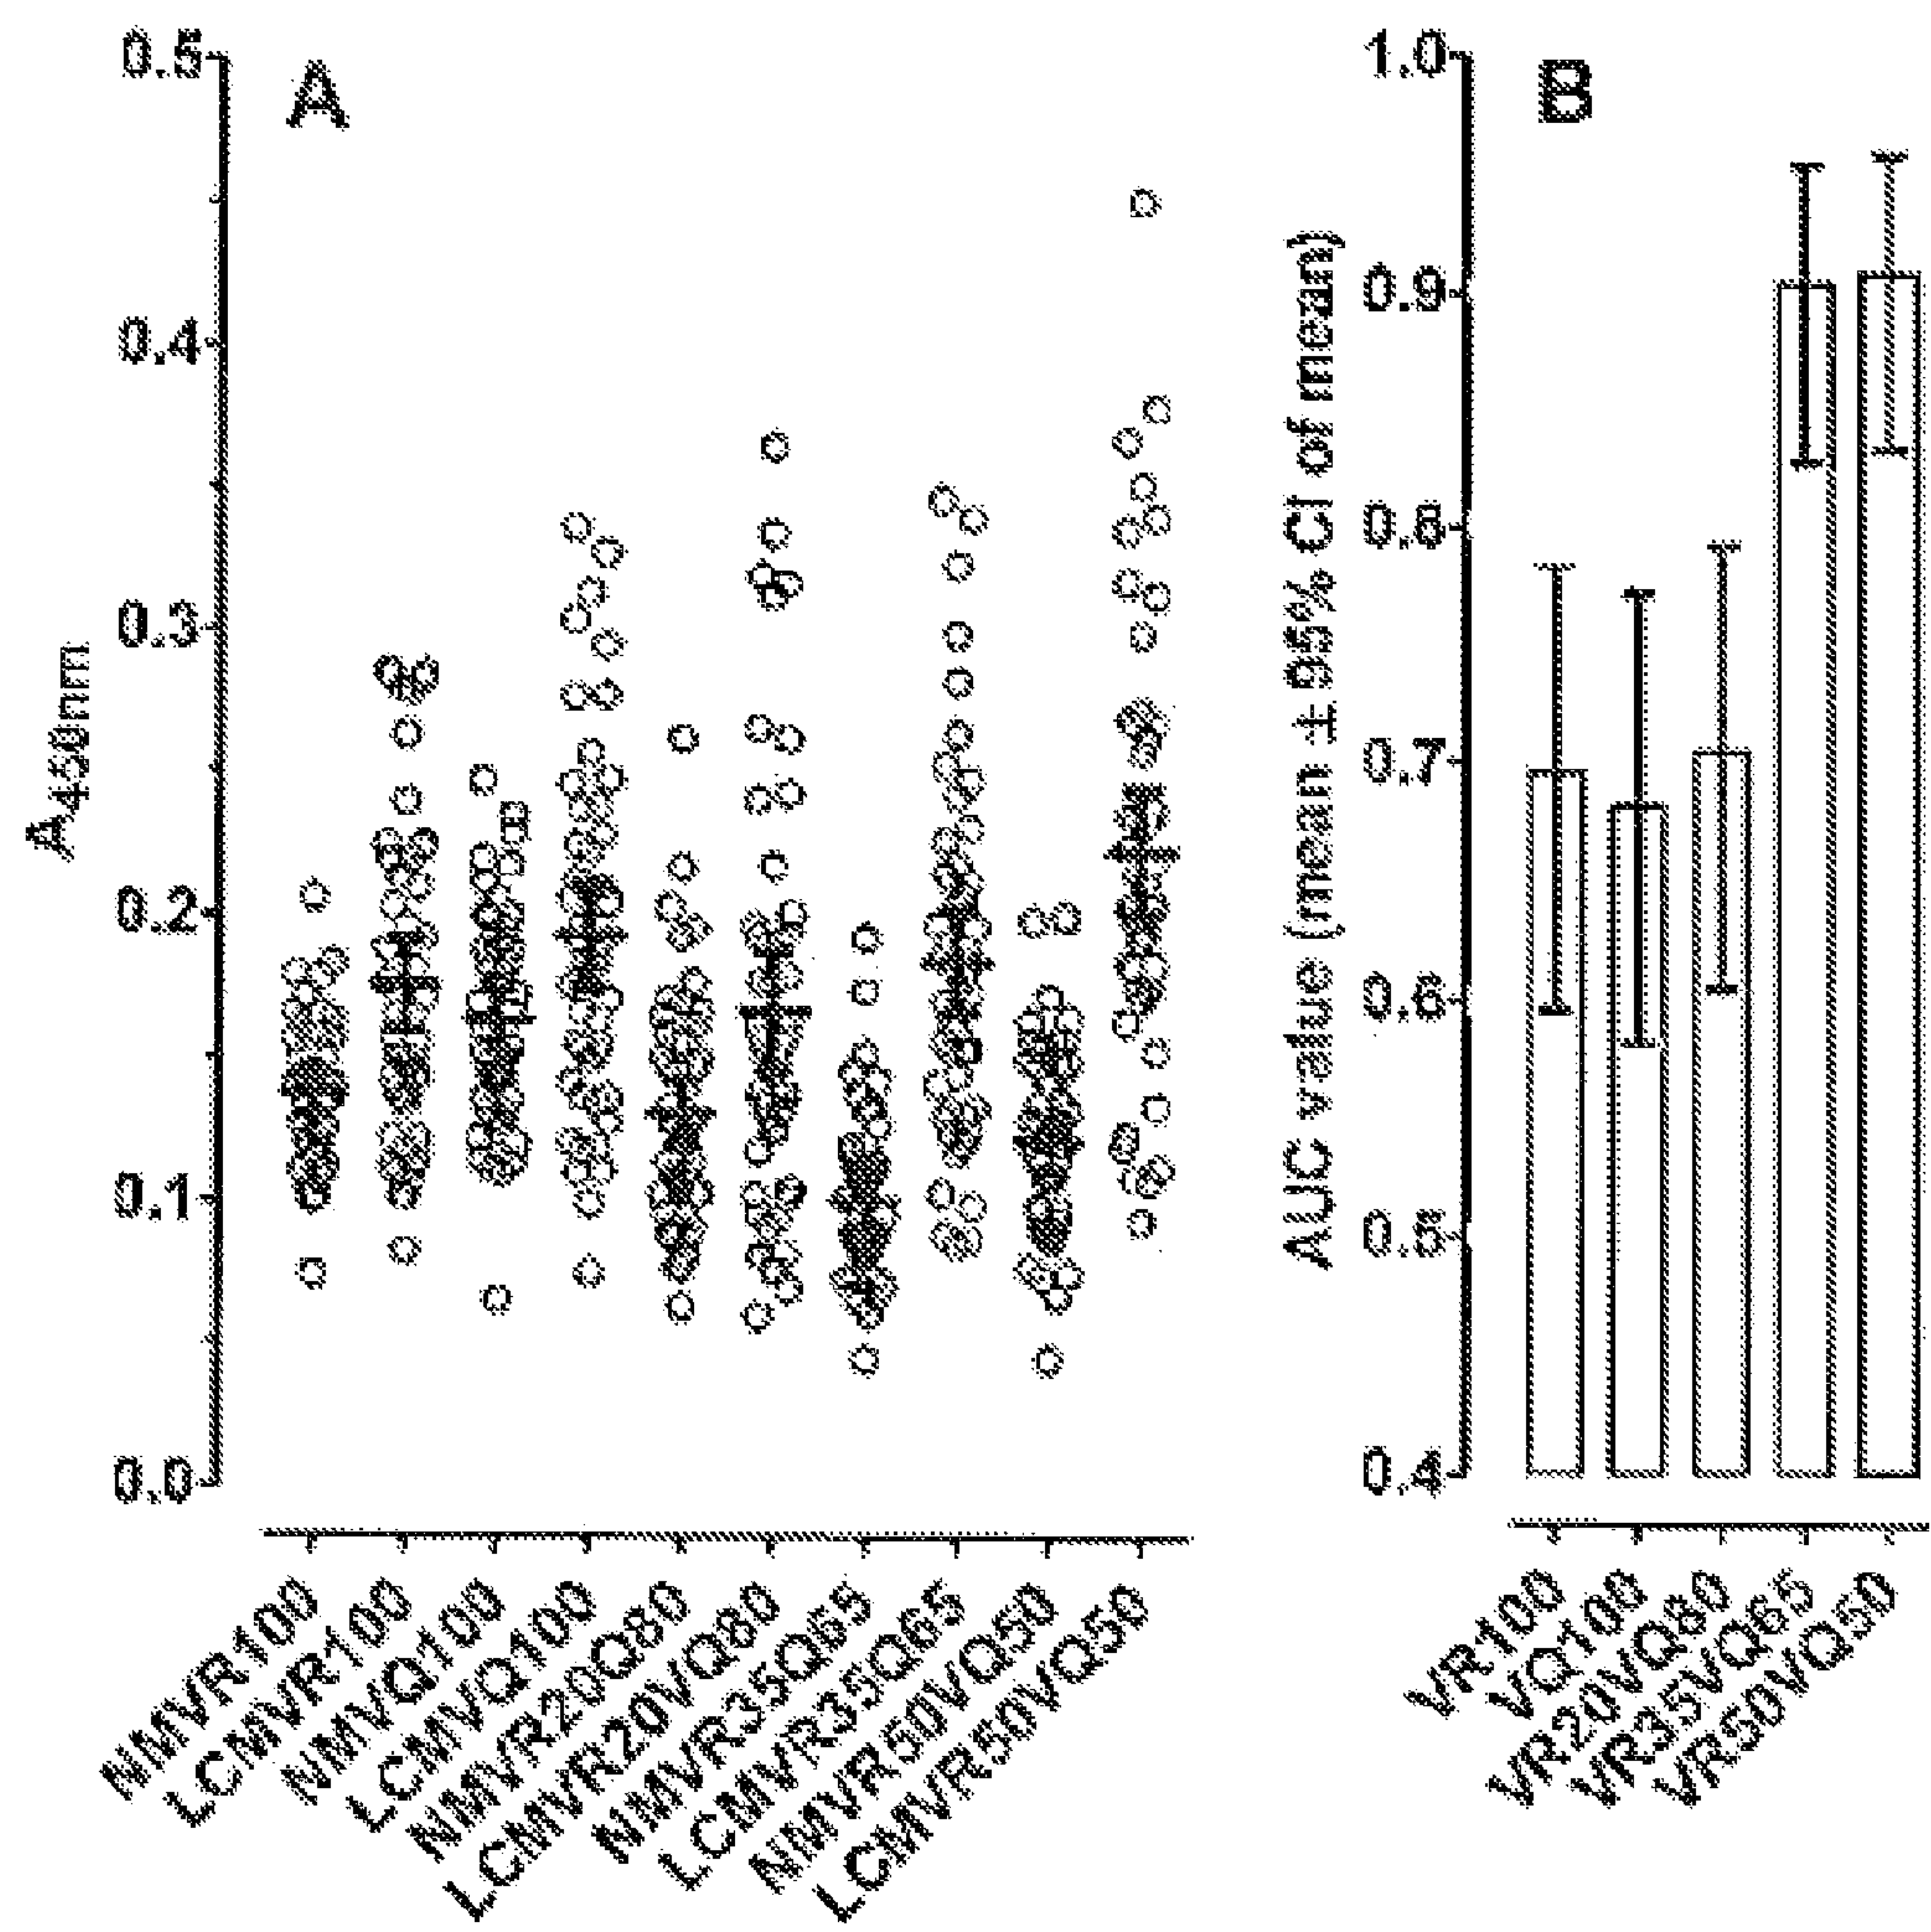 A
0.5
0.4
0.3
0.2
0.1
0.0
A450nm
NMVR100
LCMVR100
NMVQ100
LCMVQ100
NMVR20Q80
LCMVR20VQ80
NMVR35Q65
LCMVR35Q65
NMVR50VQ50
LCMVR50VQ50
B
1.0
0.9
0.8
0.7
0.6
0.5
0.4
AUC value (mean ± 95% CI of mean)
VR100
VQ100
VR20VQ80
VR35VQ65
VR50VQ50